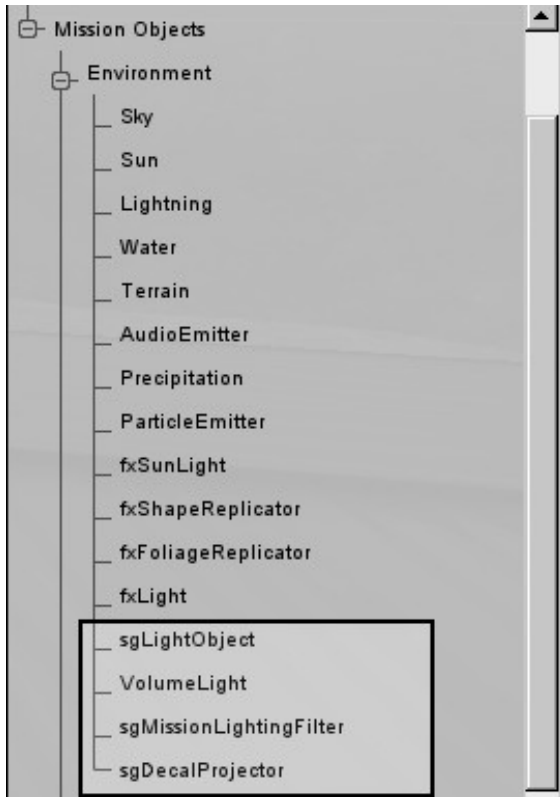 Mission Objects
Environment
Sky
Sun
Lightning
Water
Terrain
AudioEmitter
Precipitation
ParticleEmitter
fxSunLight
fxShapeReplicator
fxFoliageReplicator
fxLight
sgLightObject
VolumeLight
sgMissionLightingFilter
sgDecalProjector